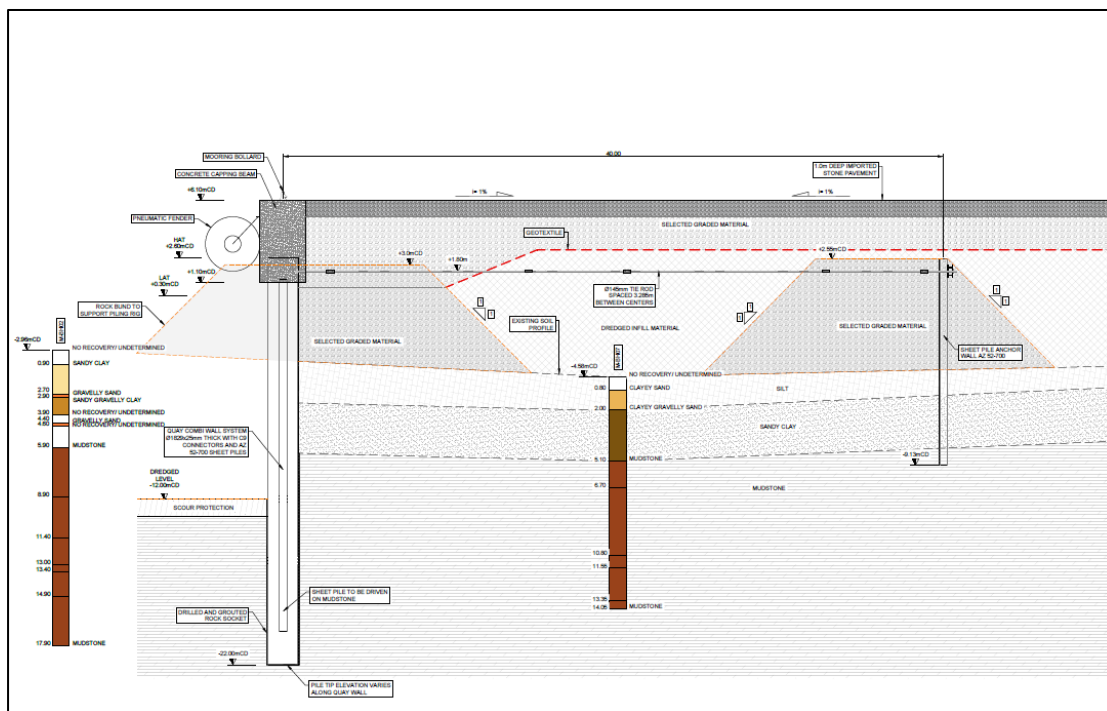 MOORING BOLLARD
40.00
CONCRETE CAPPING BEAM
1.0m DEEP IMPORTED
STONE PAVEMENT
+6.10mCD
I= 1%
I= 1%
PNEUMATIC FENDER
SELECTED GRADED MATERIAL
GEOTEXTILE
HAT
+2.60mCD
+3.0mCD
+2.55mCD
+1.80m
+1.10mCD
LAT
+0.30mCD
Ø145mm TIE ROD
SPACED 3.285m
BETWEEN CENTERS
ROCK BUND TO
SUPPORT PILING RIG
1
1
1
1
1
1
EXISTING SOIL
PROFILE
DREDGED INFILL MATERIAL
SELECTED GRADED MATERIAL
SELECTED GRADED MATERIAL
SHEET PILE ANCHOR
WALL AZ 52-700
-2.96mCD
NO RECOVERY/ UNDETERMINED
0.90
SANDY CLAY
2.70
GRAVELLY SAND
2.90
SANDY GRAVELLY CLAY
3.90
NO RECOVERY/ UNDETERMINED
4.40
GRAVELLY SAND
4.60
NO RECOVERY/ UNDETERMINED
5.90
MUDSTONE
8.90
11.40
13.00
13.40
14.90
17.90
MUDSTONE
-4.58mCD
NO RECOVERY/ UNDETERMINED
0.80
CLAYEY SAND
2.00
CLAYEY GRAVELLY SAND
5.10
MUDSTONE
6.70
10.80
11.55
13.35
14.05
MUDSTONE
SILT
SANDY CLAY
MUDSTONE
-9.13mCD
QUAY COMBI WALL SYSTEM
Ø1829x25mm THICK WITH C9
CONNECTORS AND AZ
52-700 SHEET PILES
DREDGED
LEVEL
-12.00mCD
SCOUR PROTECTION
SHEET PILE TO BE DRIVEN
ON MUDSTONE
DRILLED AND GROUTED
ROCK SOCKET
-22.00mCD
PILE TIP ELEVATION VARIES
ALONG QUAY WALL